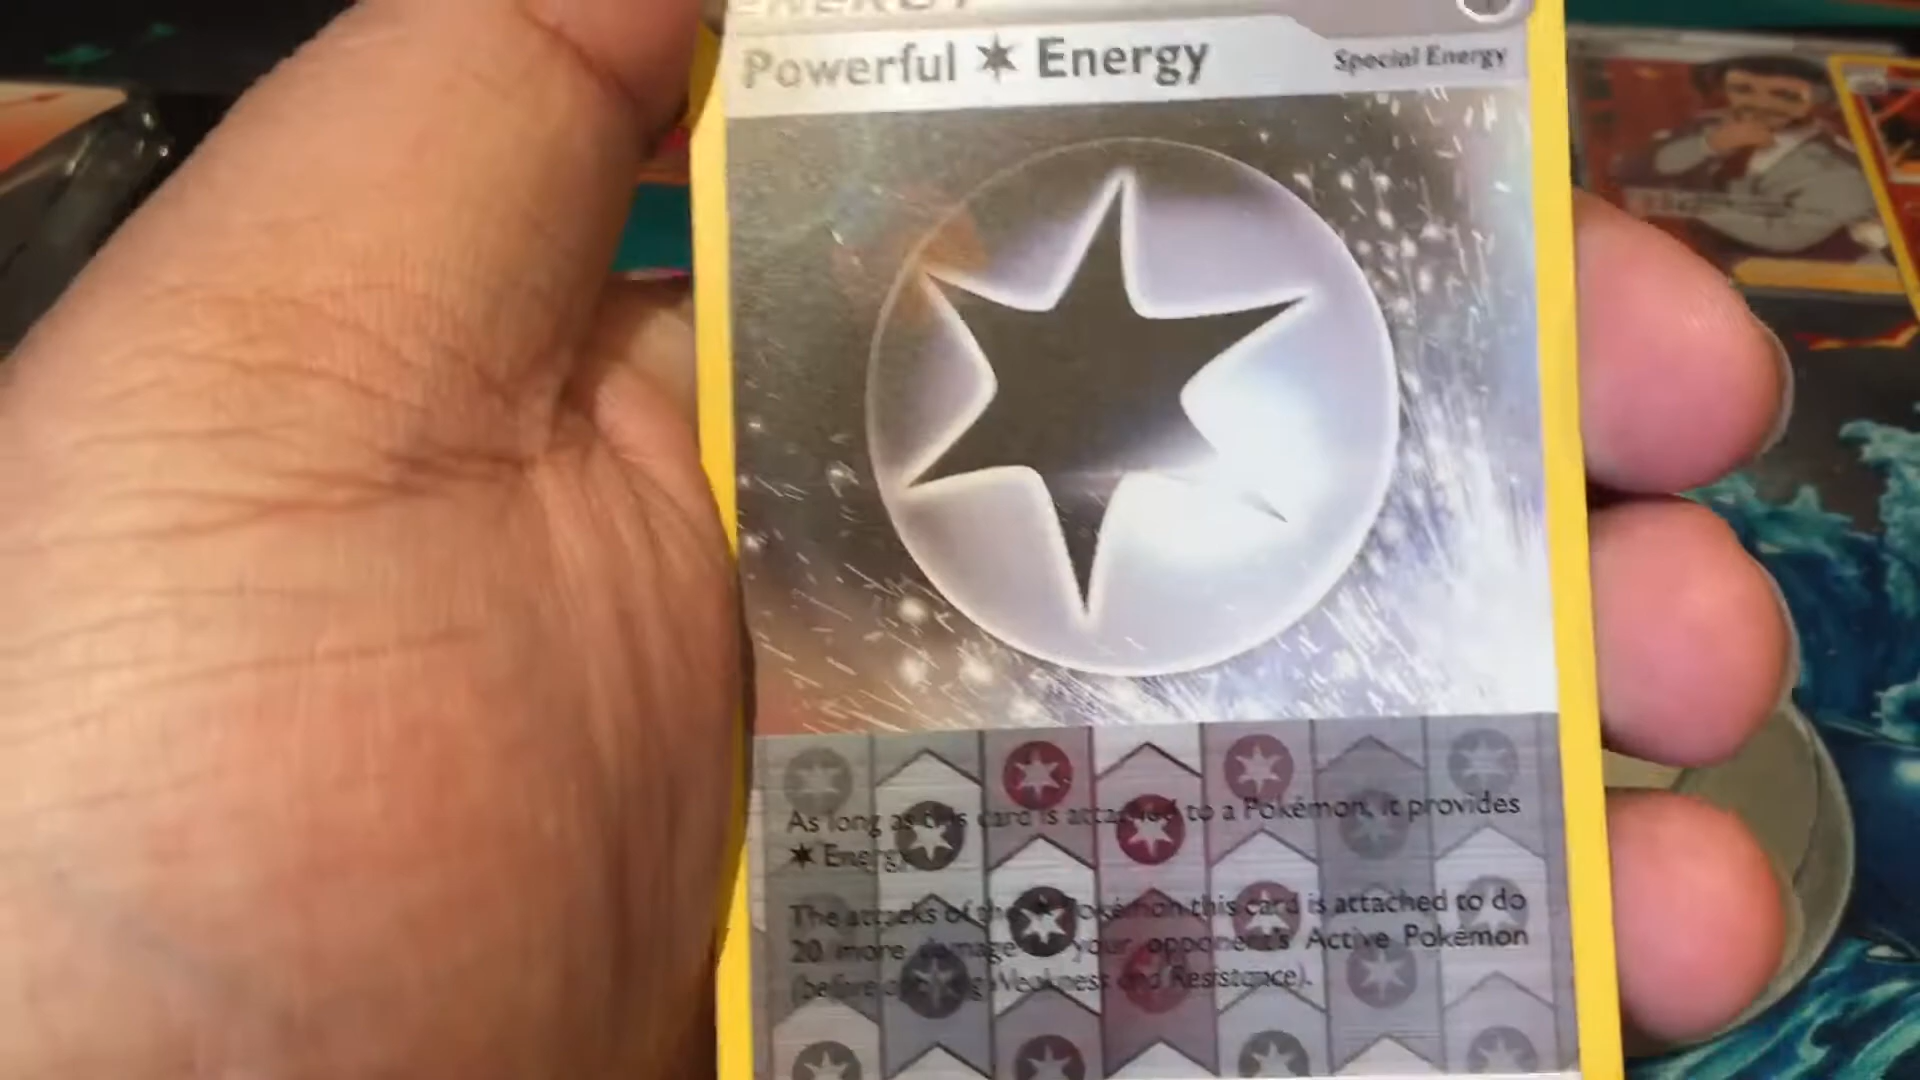 ENERGY
Powerful ✶ Energy
Special Energy
As long as this card is attached to a Pokémon, it provides
✶ Energy.
The attacks of the ✶ Pokémon this card is attached to do
20 more damage to your opponent's Active Pokémon
(before applying Weakness and Resistance).